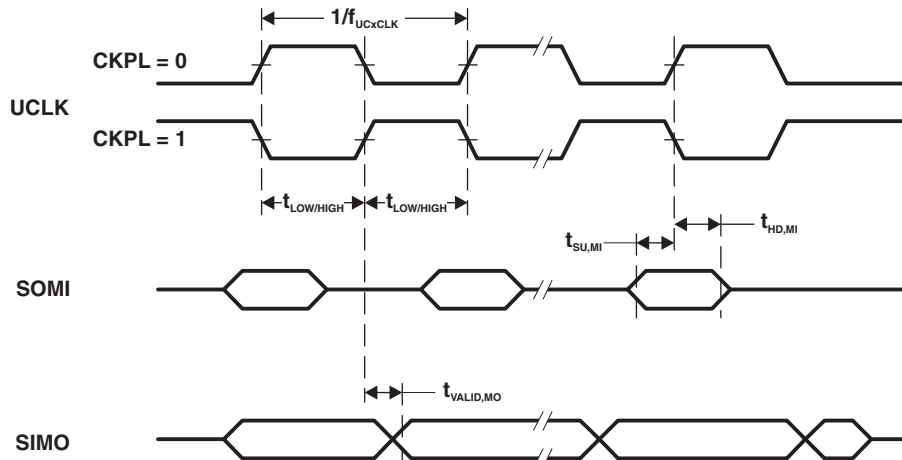 1/fUCxCLK
CKPL = 0
UCLK
CKPL = 1
tLOW/HIGH tLOW/HIGH
tSU,MI tHD,MI
SOMI
tVALID,MO
SIMO